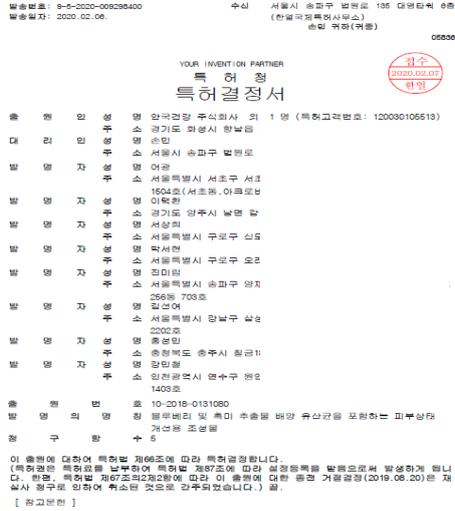 발송번호: 9-5-2020-009298400
발송일자: 2020.02.06.
수신 서울시 송파구 법원로 135 대명타워 6층
(한얼국제특허사무소)
손민 귀하(귀중)
05836
YOUR INVENTION PARTNER
특 허 청
특허결정서
접수
2020.02.07
한얼
출 원 인 성 명 안국건강 주식회사 외 1 명 (특허고객번호: 120030105513)
주 소 경기도 화성시 향남읍
대 리 인 성 명 손민
주 소 서울시 송파구 법원로
발 명 자 성 명 어광
주 소 서울특별시 서초구 서초
1504호(서초동,아크로비
발 명 자 성 명 이택환
주 소 경기도 양주시 남면
발 명 자 성 명 서상희
주 소 서울특별시 구로구 신도
발 명 자 성 명 박서현
주 소 서울특별시 구로구 오리
발 명 자 성 명 진미림
주 소 서울특별시 송파구 양재
256동 703호
발 명 자 성 명 김선여
주 소 서울특별시 강남구 삼성
2202호
발 명 자 성 명 홍성민
주 소 충청북도 충주시 칠금1
발 명 자 성 명 강민철
주 소 인천광역시 연수구 원인
1403호
출 원 번 호 10-2018-0131080
발 명 의 명 칭 블루베리 및 흑미 추출물 배양 유산균을 포함하는 피부상태
개선용 조성물
청 구 항 수 5
이 출원에 대하여 특허법 제66조에 따라 특허결정합니다.
(특허권은 특허료를 납부하여 특허법 제87조에 따라 설정등록을 받음으로써 발생하게 됩니
다. 한편, 특허법 제67조의2제2항에 따라 이 출원에 대한 종전 거절결정(2019.08.20)은 재
심사 청구로 인하여 취소된 것으로 간주되었습니다.) 끝.
[ 참고문헌 ]